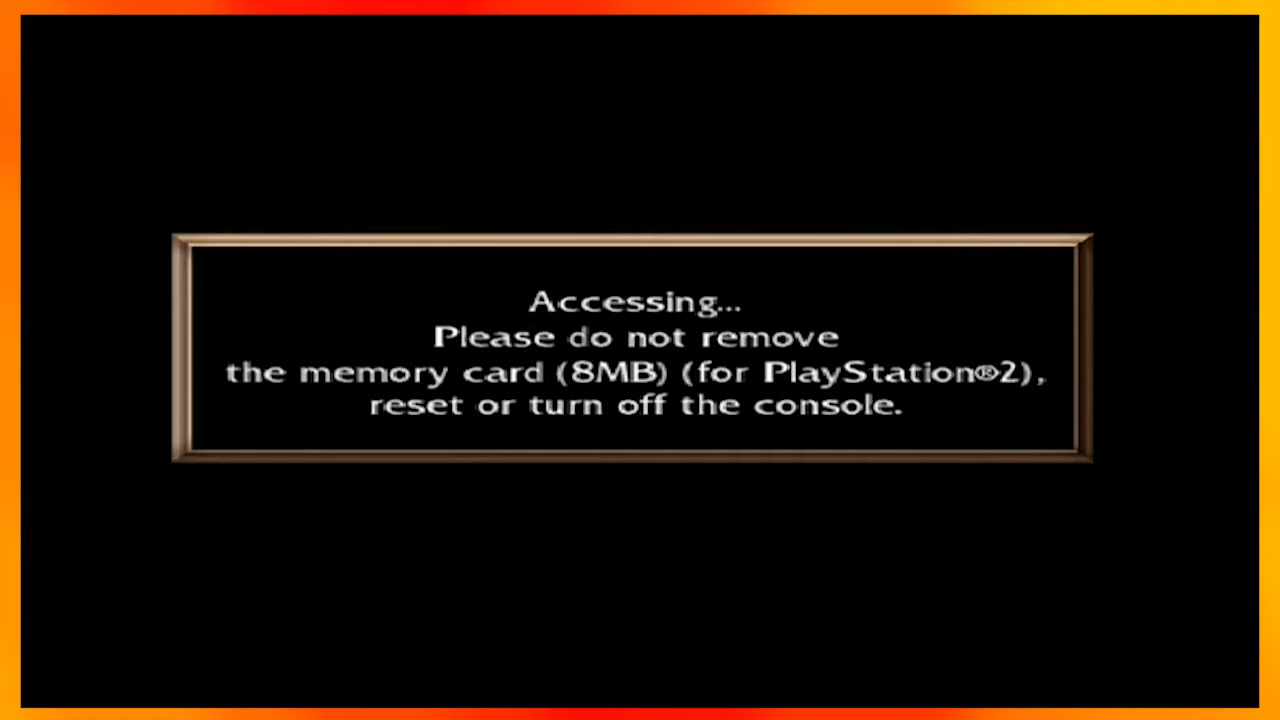 Accessing...
Please do not remove
the memory card (8MB) (for PlayStation®2),
reset or turn off the console.